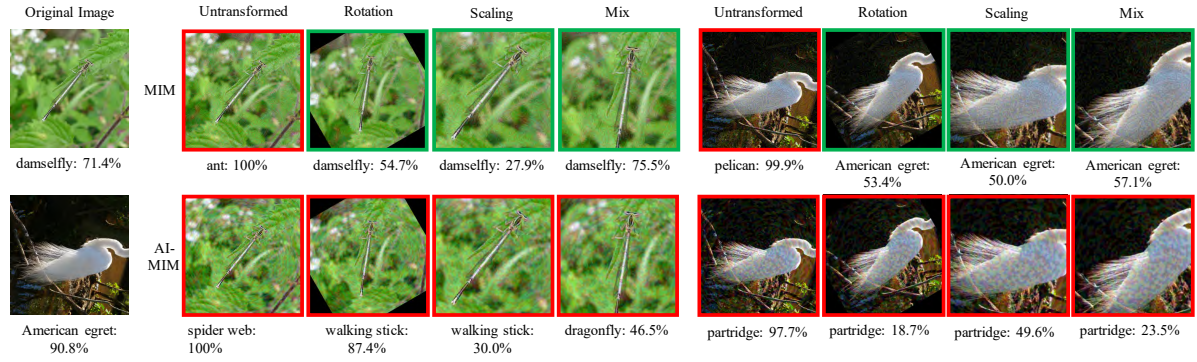 Original Image
Untransformed
Rotation
Scaling
Mix
Untransformed
Rotation
Scaling
Mix
MIM
damselfly: 71.4%
ant: 100%
damselfly: 54.7%
damselfly: 27.9%
damselfly: 75.5%
pelican: 99.9%
American egret:
53.4%
American egret:
50.0%
American egret:
57.1%
AI-
MIM
American egret:
90.8%
spider web:
100%
walking stick:
87.4%
walking stick:
30.0%
dragonfly: 46.5%
partridge: 97.7%
partridge: 18.7%
partridge: 49.6%
partridge: 23.5%